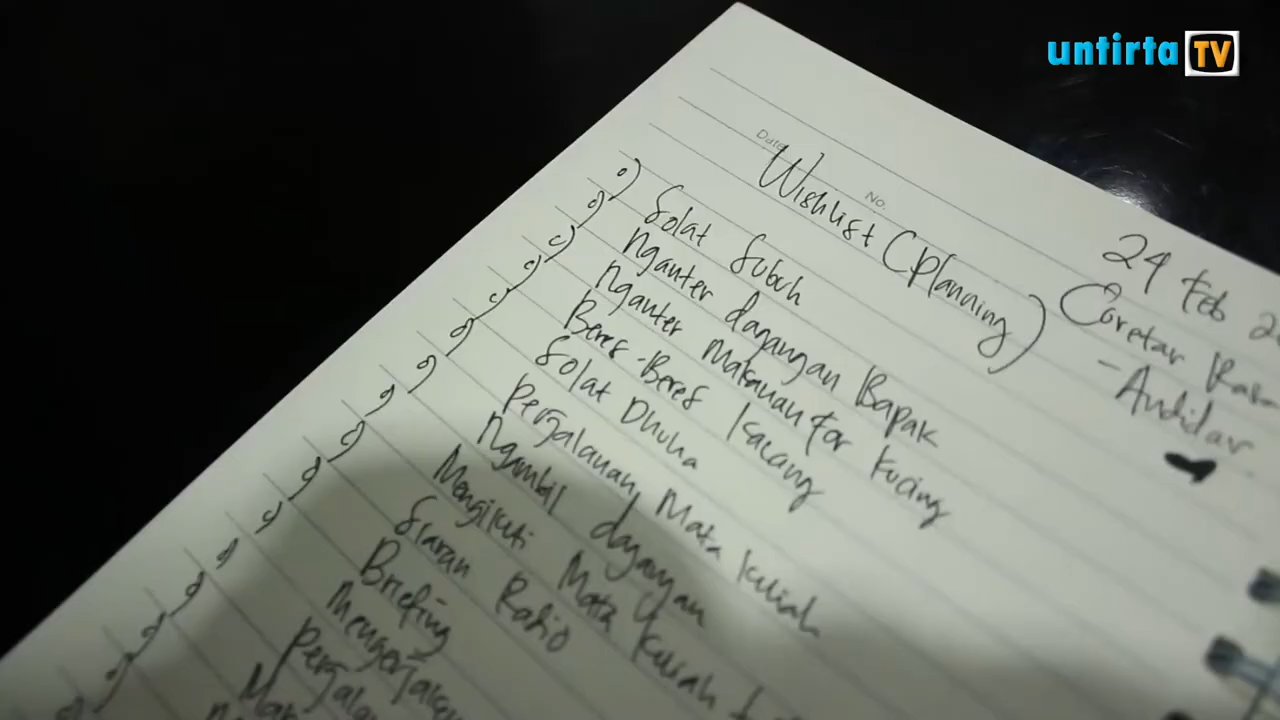 untirta TV
Date
No.
Wishlist (Planning)
24 Feb
Coretan
- Andilar
Solat Subuh
Nganter dagangan Bapak
Nganter Makanan for kucing
Beres-Beres kacang
Solat Dhuha
Perjalanan Mata kuliah
Ngambil dagangan
Mengikuti Mata Kuliah
Siaran Radio
Briefing